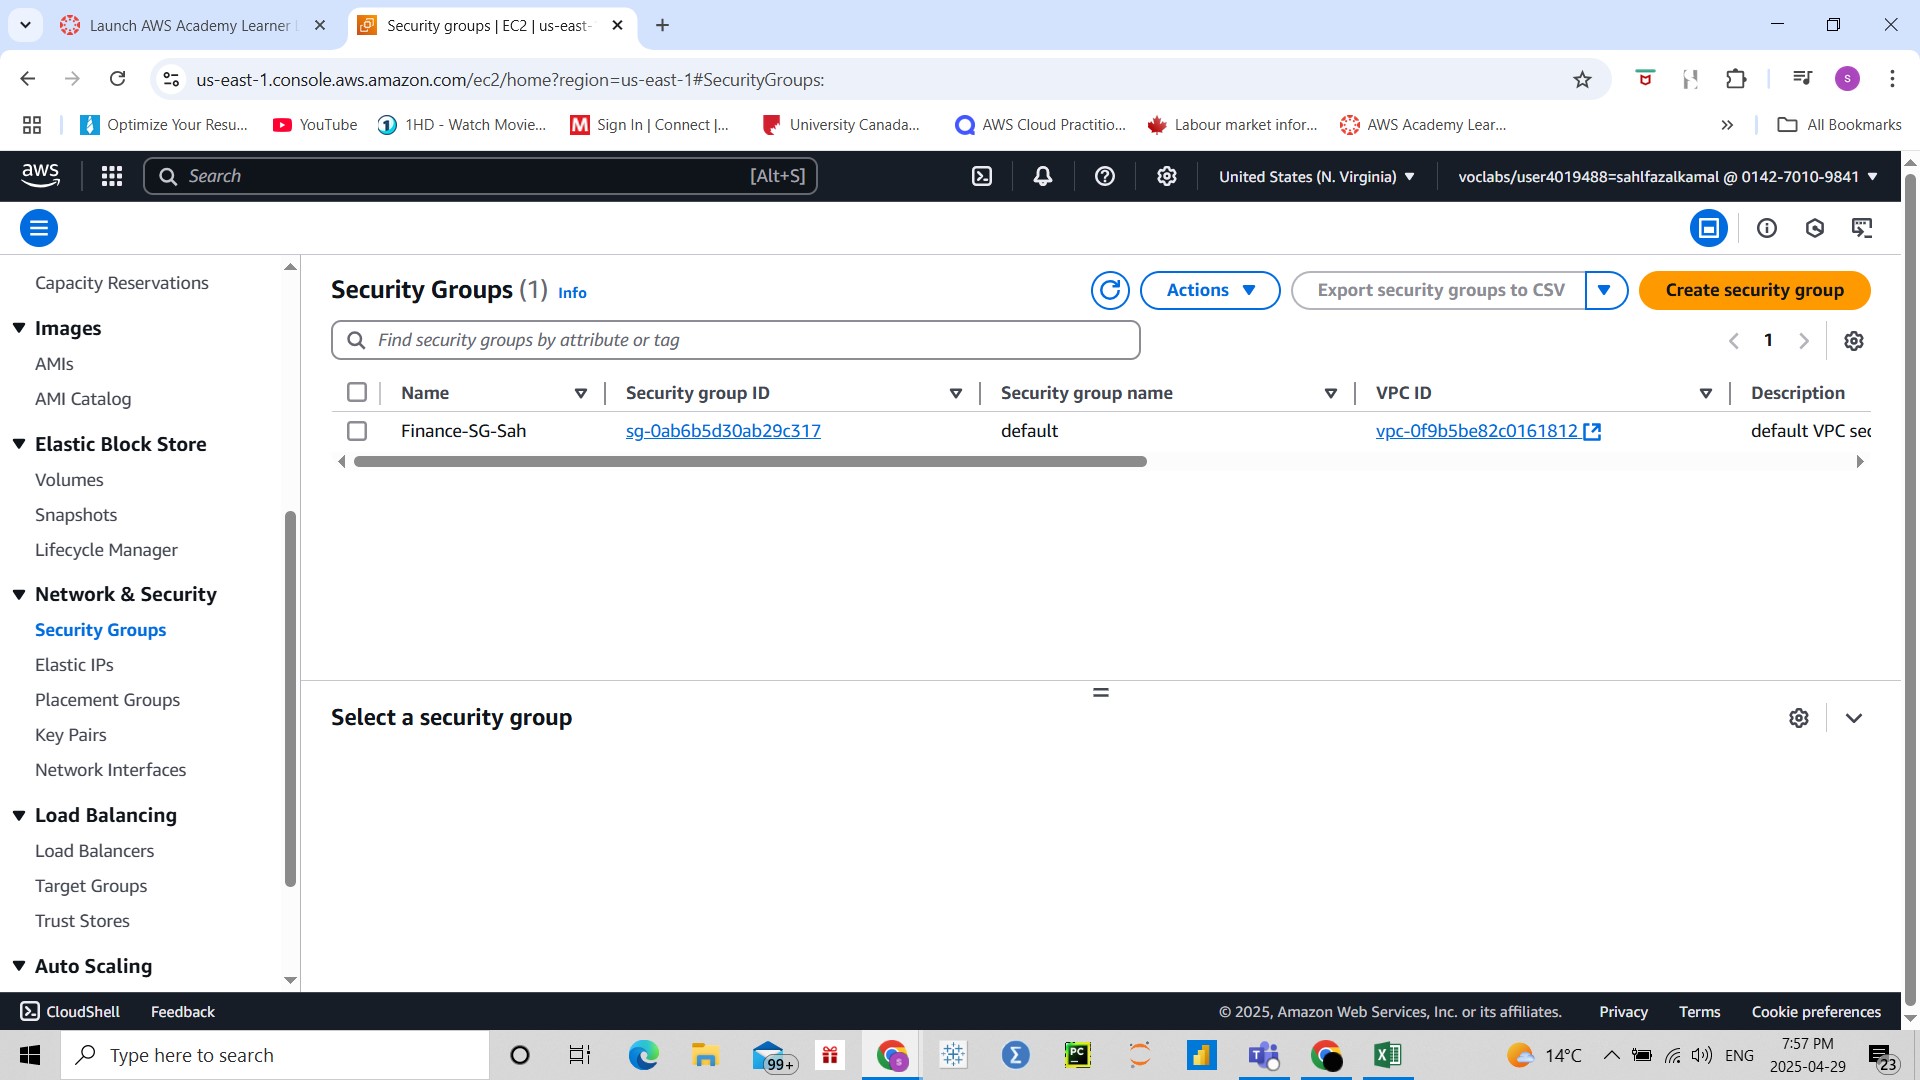 Launch AWS Academy Learner
Security groups | EC2 | us-east-
us-east-1.console.aws.amazon.com/ec2/home?region=us-east-1#SecurityGroups:
S
Optimize Your Resu...
YouTube
1HD - Watch Movie...
Sign In | Connect |...
University Canada...
AWS Cloud Practitio...
Labour market infor...
AWS Academy Lear...
All Bookmarks
aws
Search
[Alt+S]
United States (N. Virginia)
voclabs/user4019488=sahlfazalkamal @ 0142-7010-9841
Capacity Reservations
Images
AMIs
AMI Catalog
Elastic Block Store
Volumes
Snapshots
Lifecycle Manager
Network & Security
Security Groups
Elastic IPs
Placement Groups
Key Pairs
Network Interfaces
Load Balancing
Load Balancers
Target Groups
Trust Stores
Auto Scaling
Security Groups (1) Info
Actions
Export security groups to CSV
Create security group
Find security groups by attribute or tag
1
Name
Security group ID
Security group name
VPC ID
Description
Finance-SG-Sah
sg-0ab6b5d30ab29c317
default
vpc-0f9b5be82c0161812
default VPC sec
Select a security group
CloudShell
Feedback
© 2025, Amazon Web Services, Inc. or its affiliates.
Privacy
Terms
Cookie preferences
Type here to search
99+
PC
14°C
ENG
7:57 PM
2025-04-29
23